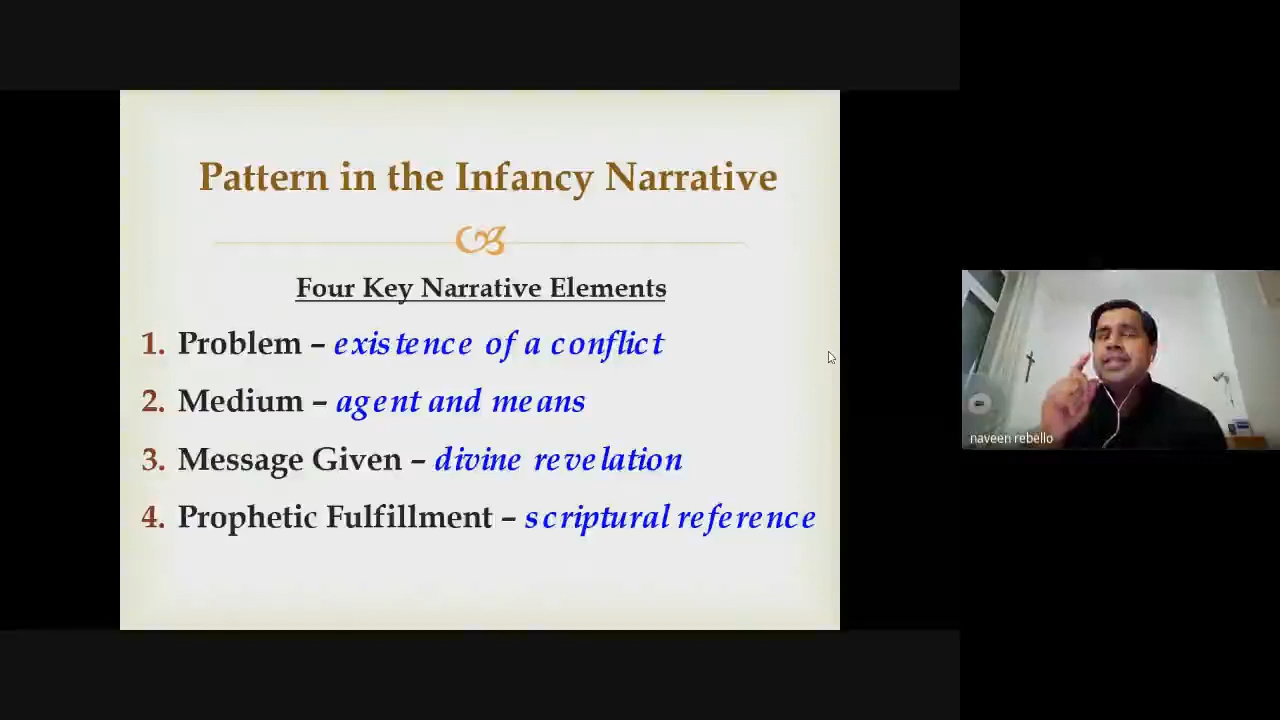 Pattern in the Infancy Narrative
Four Key Narrative Elements
1. Problem – existence of a conflict
2. Medium – agent and means
3. Message Given – divine revelation
4. Prophetic Fulfillment – scriptural reference
naveen rebello